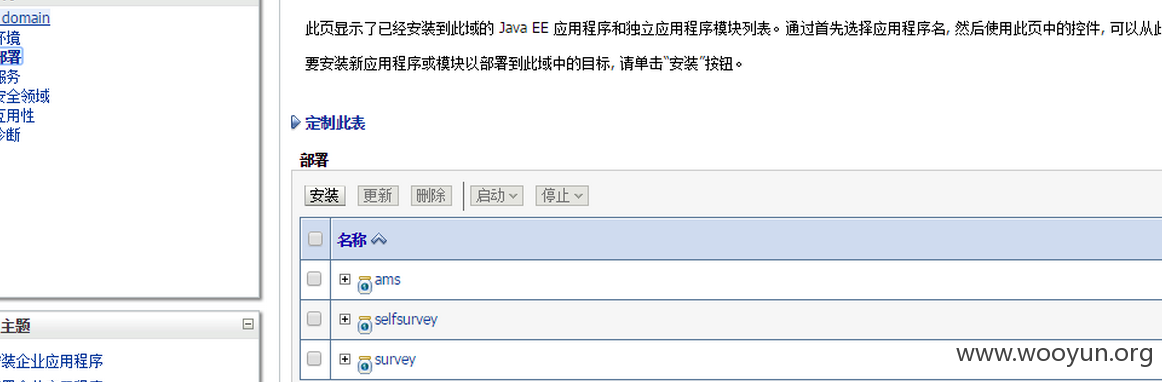 domain
环境
部署
服务
安全领域
互用性
诊断
主题
安装企业应用程序
此页显示了已经安装到此域的 Java EE 应用程序和独立应用程序模块列表。通过首先选择应用程序名, 然后使用此页中的控件, 可以从此
要安装新应用程序或模块以部署到此域中的目标, 请单击“安装”按钮。
定制此表
部署
安装 更新 删除 启动 停止
名称
ams
selfsurvey
survey
www.wooyun.org